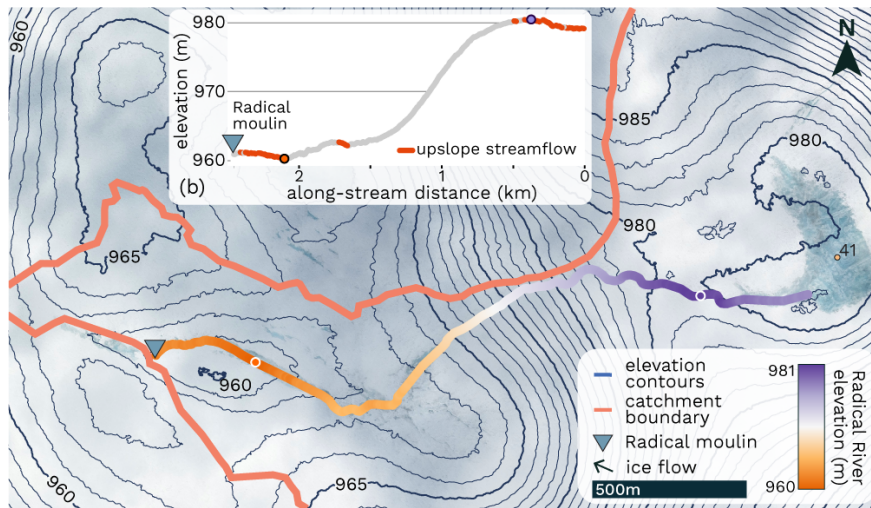 960
980
970
960
elevation (m)
Radical
moulin
upslope streamflow
(b)
2
1
0
along-stream distance (km)
N
985
980
980
41
965
960
965
960
elevation
contours
catchment
boundary
Radical moulin
ice flow
500m
981
960
Radical River
elevation (m)